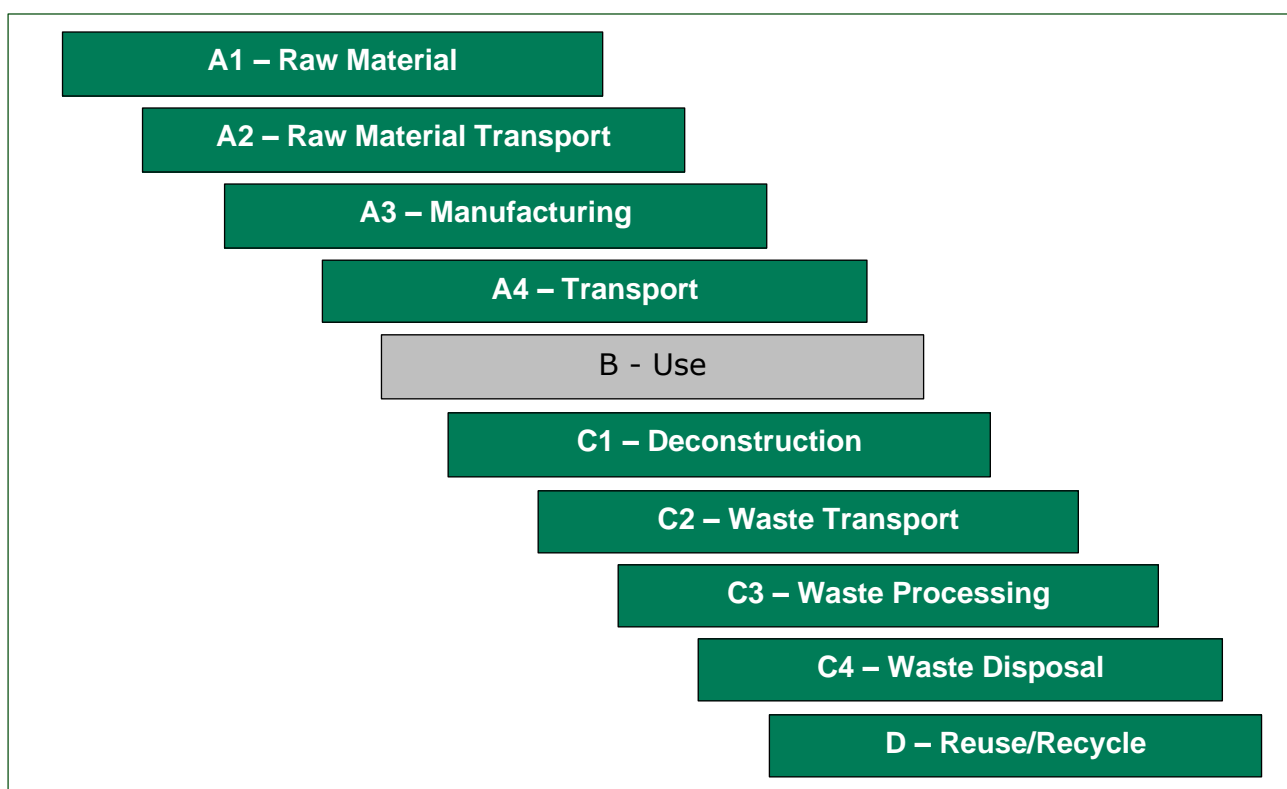 A1 – Raw Material
A2 – Raw Material Transport
A3 – Manufacturing
A4 – Transport
B - Use
C1 – Deconstruction
C2 – Waste Transport
C3 – Waste Processing
C4 – Waste Disposal
D – Reuse/Recycle